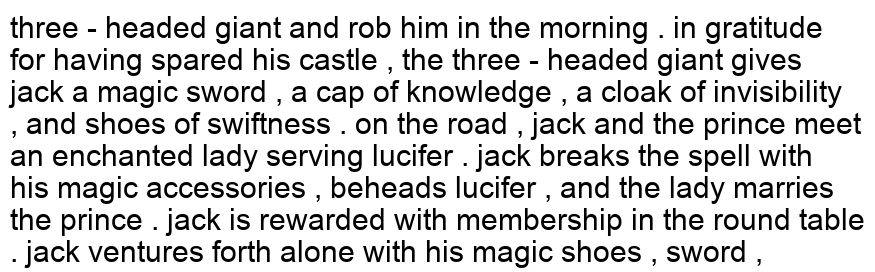 three - headed giant and rob him in the morning . in gratitude
for having spared his castle , the three - headed giant gives
jack a magic sword , a cap of knowledge , a cloak of invisibility
, and shoes of swiftness . on the road , jack and the prince meet
an enchanted lady serving lucifer . jack breaks the spell with
his magic accessories , beheads lucifer , and the lady marries
the prince . jack is rewarded with membership in the round table
. jack ventures forth alone with his magic shoes , sword ,